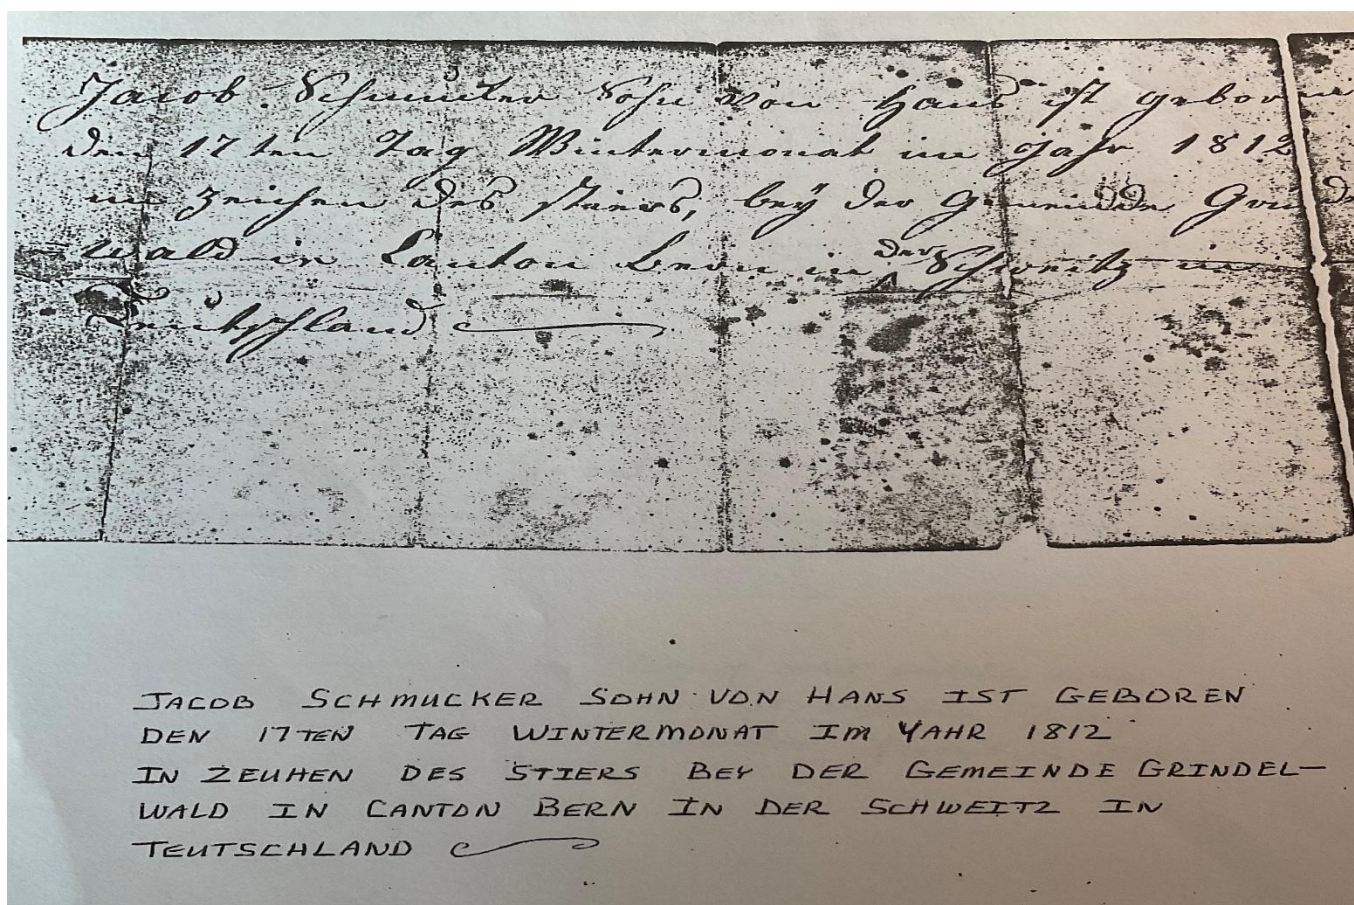 Jacob Schmucker Sohn von Hans ist gebor
den 17ten Tag Wintermonat im Jahr 1812
im Zeichen des Stiers, bey der Gemeindde Grinde
wald in Canton Bern in der Schweitz in
Teutschland
JACOB SCHMUCKER SOHN VON HANS IST GEBOREN
DEN 17TEN TAG WINTERMONAT IM YAHR 1812
IN ZEUHEN DES STIERS BEY DER GEMEINDE GRINDEL-
WALD IN CANTON BERN IN DER SCHWEITZ IN
TEUTSCHLAND